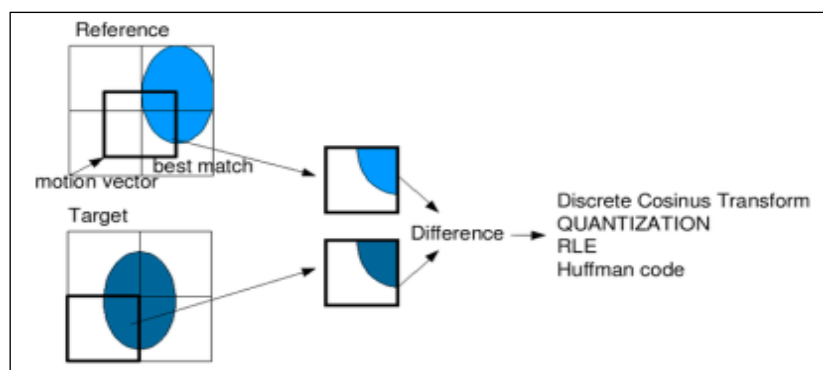 Reference
best match
motion vector
Target
Difference
Discrete Cosinus Transform
QUANTIZATION
RLE
Huffman code